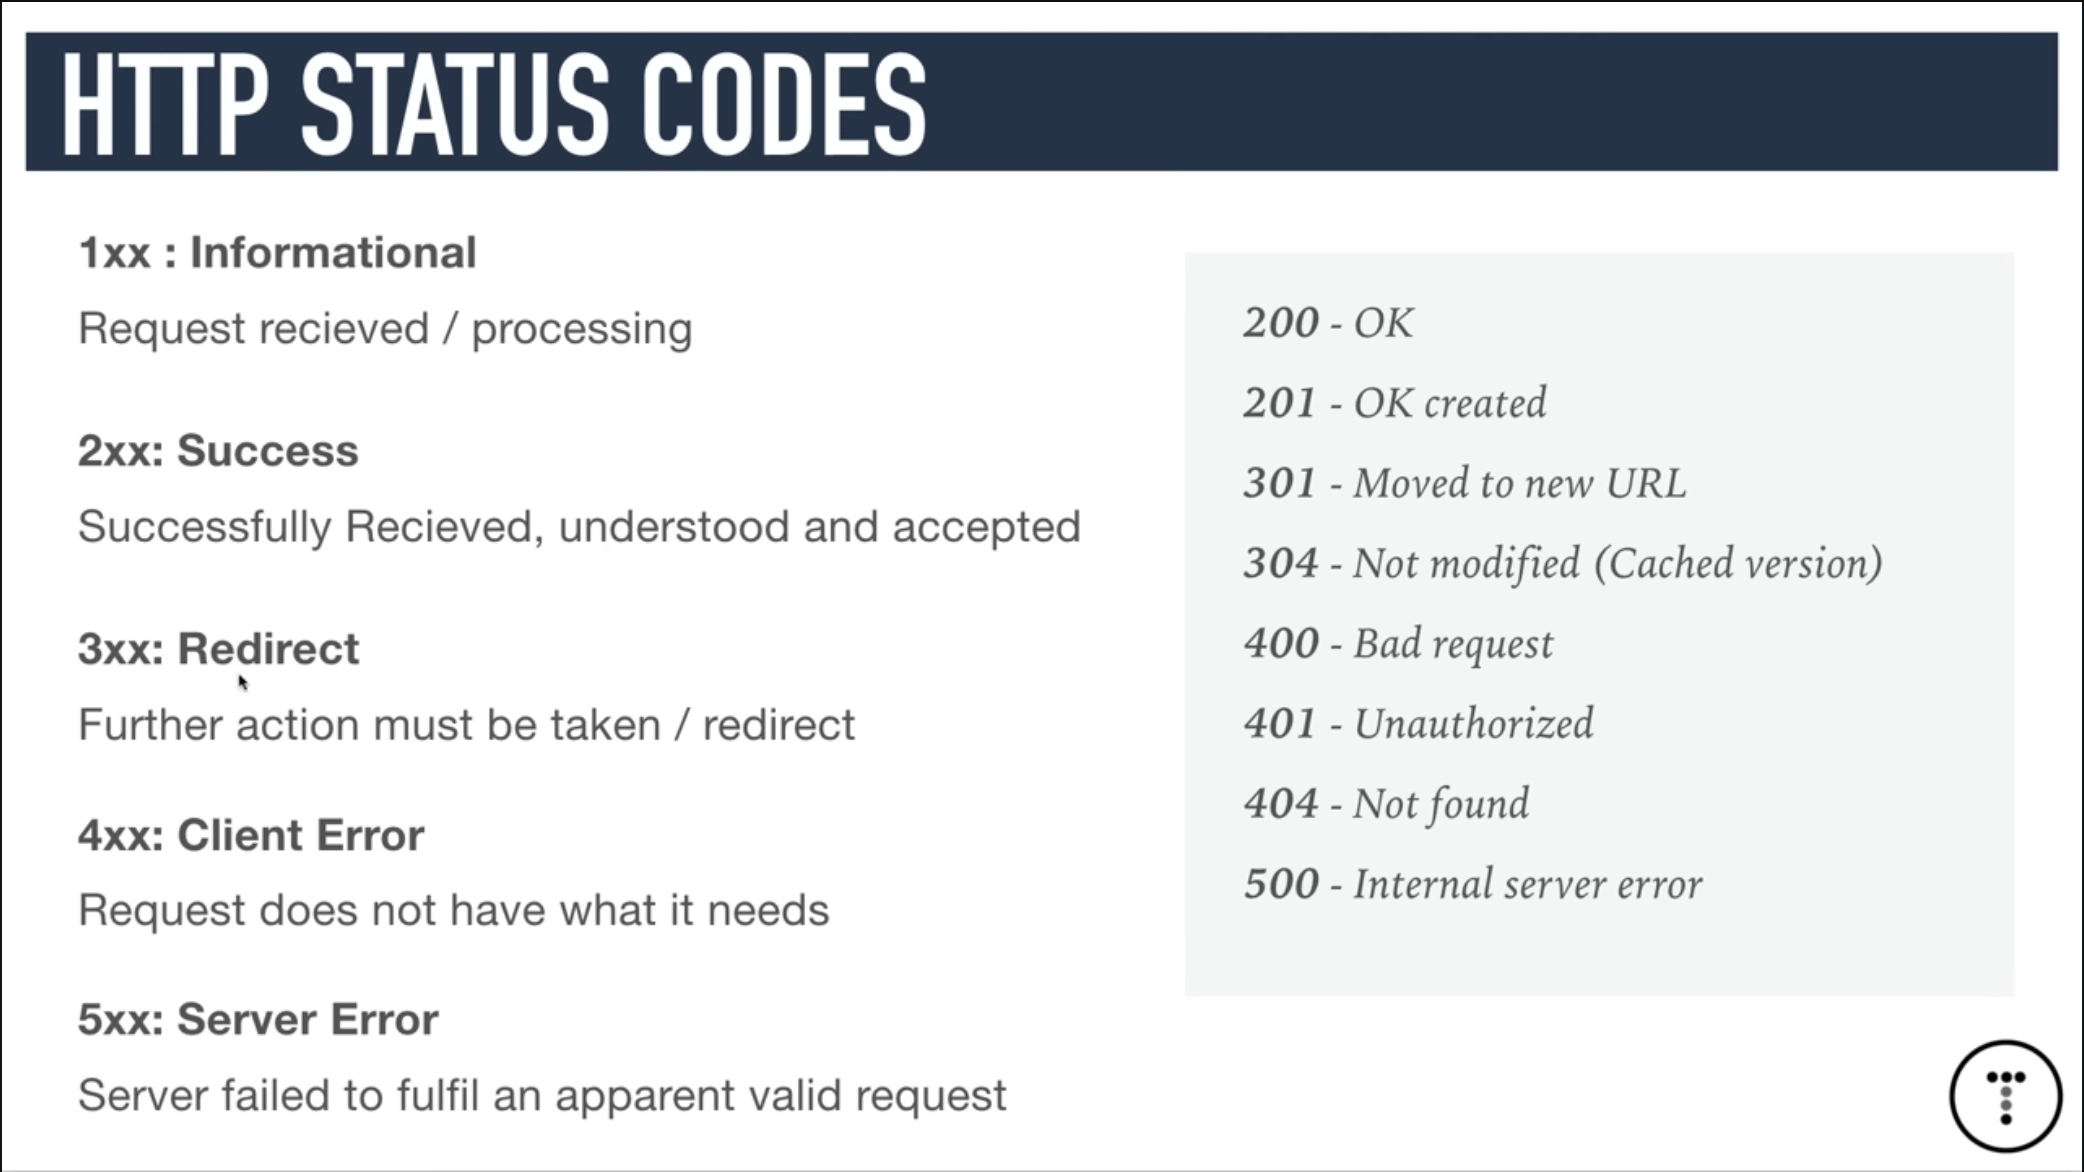 HTTP STATUS CODES
1xx : Informational
Request recieved / processing
2xx: Success
Successfully Recieved, understood and accepted
3xx: Redirect
Further action must be taken / redirect
4xx: Client Error
Request does not have what it needs
5xx: Server Error
Server failed to fulfil an apparent valid request
200 - OK
201 - OK created
301 - Moved to new URL
304 - Not modified (Cached version)
400 - Bad request
401 - Unauthorized
404 - Not found
500 - Internal server error
T